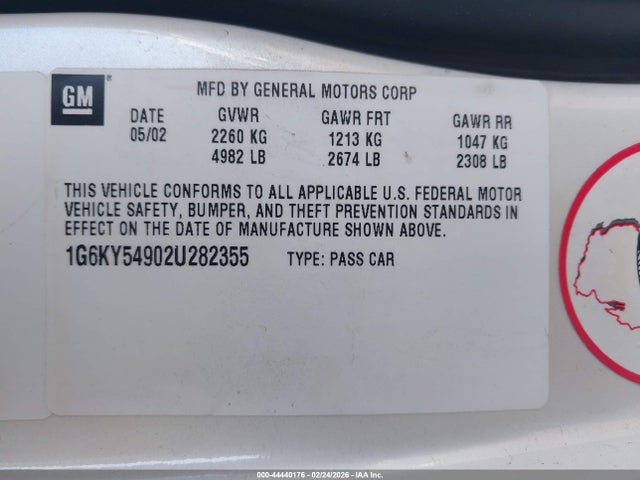 GM ®
MFD BY GENERAL MOTORS CORP
DATE GVWR GAWR FRT GAWR RR
05/02 2260 KG 1213 KG 1047 KG
4982 LB 2674 LB 2308 LB
THIS VEHICLE CONFORMS TO ALL APPLICABLE U.S. FEDERAL MOTOR
VEHICLE SAFETY, BUMPER, AND THEFT PREVENTION STANDARDS IN
EFFECT ON THE DATE OF MANUFACTURE SHOWN ABOVE.
1G6KY54902U282355 TYPE: PASS CAR
000-44440176 - 02/24/2026 - IAA Inc.